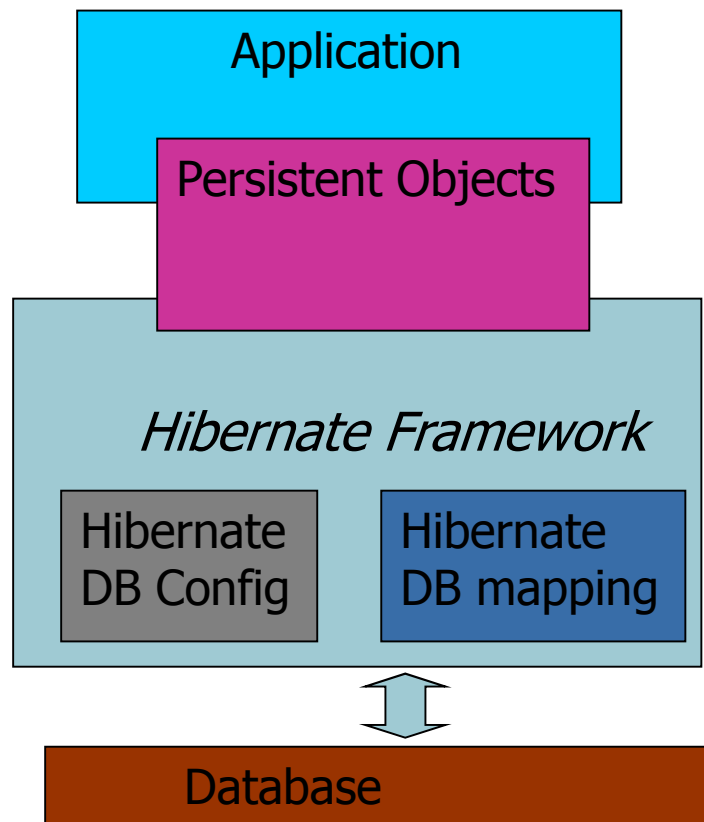 Application
Persistent Objects
Hibernate Framework
Hibernate
DB Config
Hibernate
DB mapping
Database